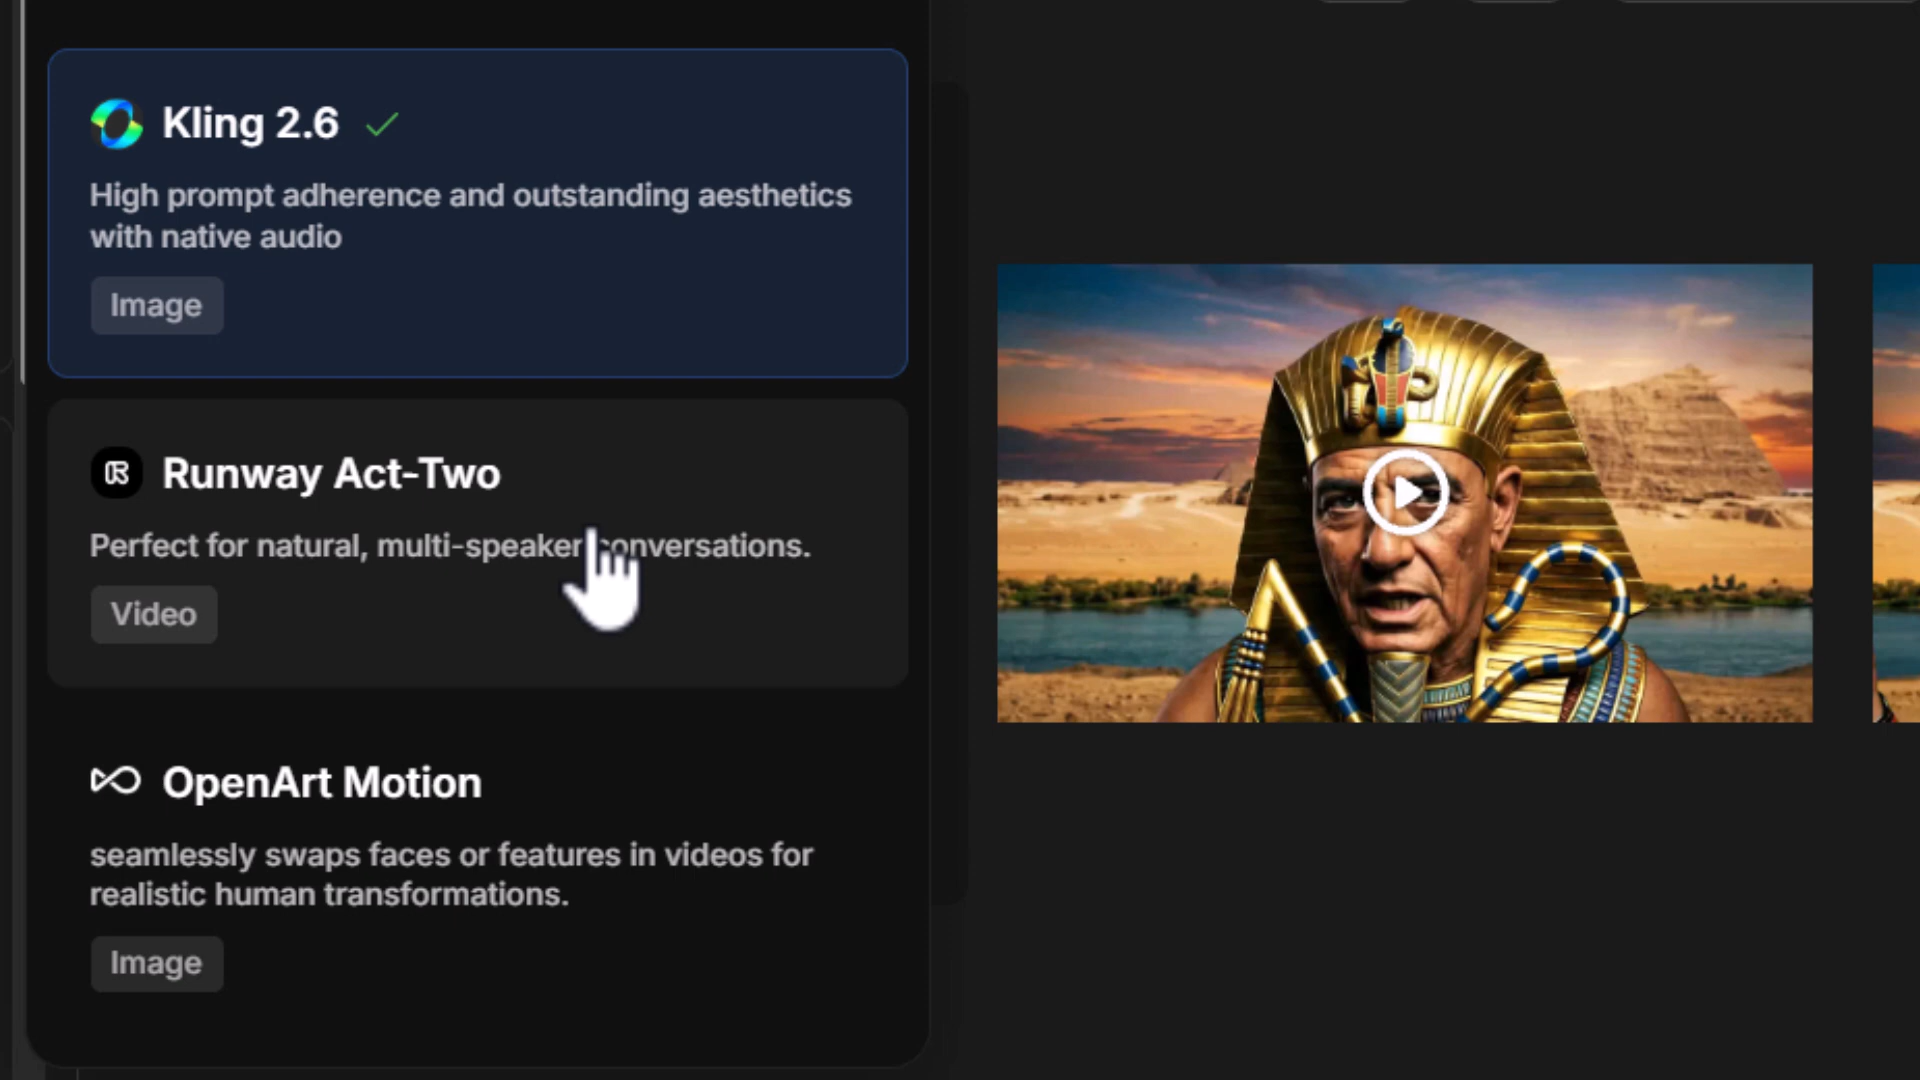 Kling 2.6
High prompt adherence and outstanding aesthetics
with native audio
Image
Runway Act-Two
Perfect for natural, multi-speaker conversations.
Video
OpenArt Motion
seamlessly swaps faces or features in videos for
realistic human transformations.
Image